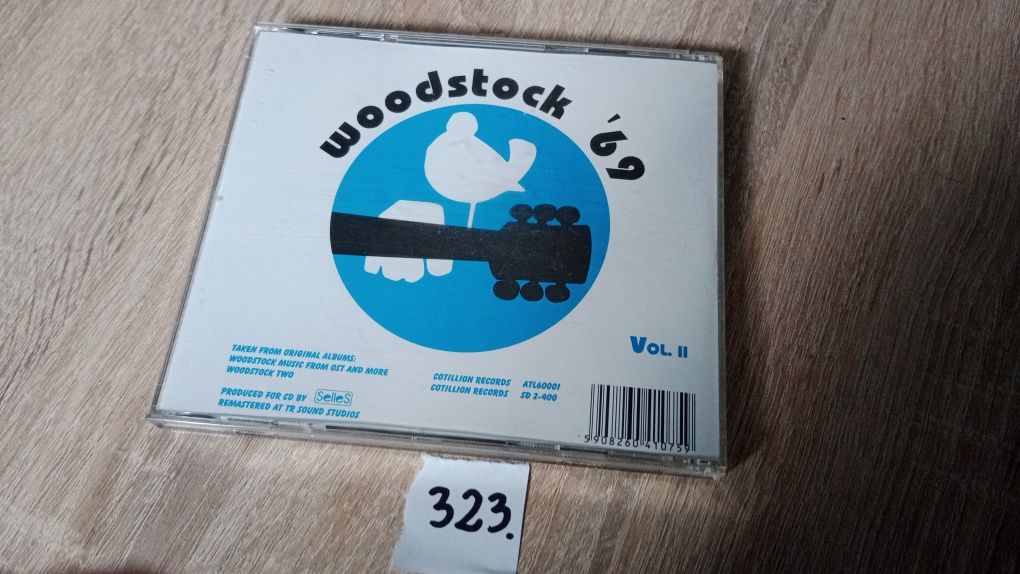 woodstock '69
Vol. II
TAKEN FROM ORIGINAL ALBUMS:
WOODSTOCK MUSIC FROM OST AND MORE
WOODSTOCK TWO
COTILLION RECORDS ATL60001
COTILLION RECORDS SD 2-400
PRODUCED FOR CD BY SelleS
REMASTERED AT TR SOUND STUDIOS
5908260410759
323.